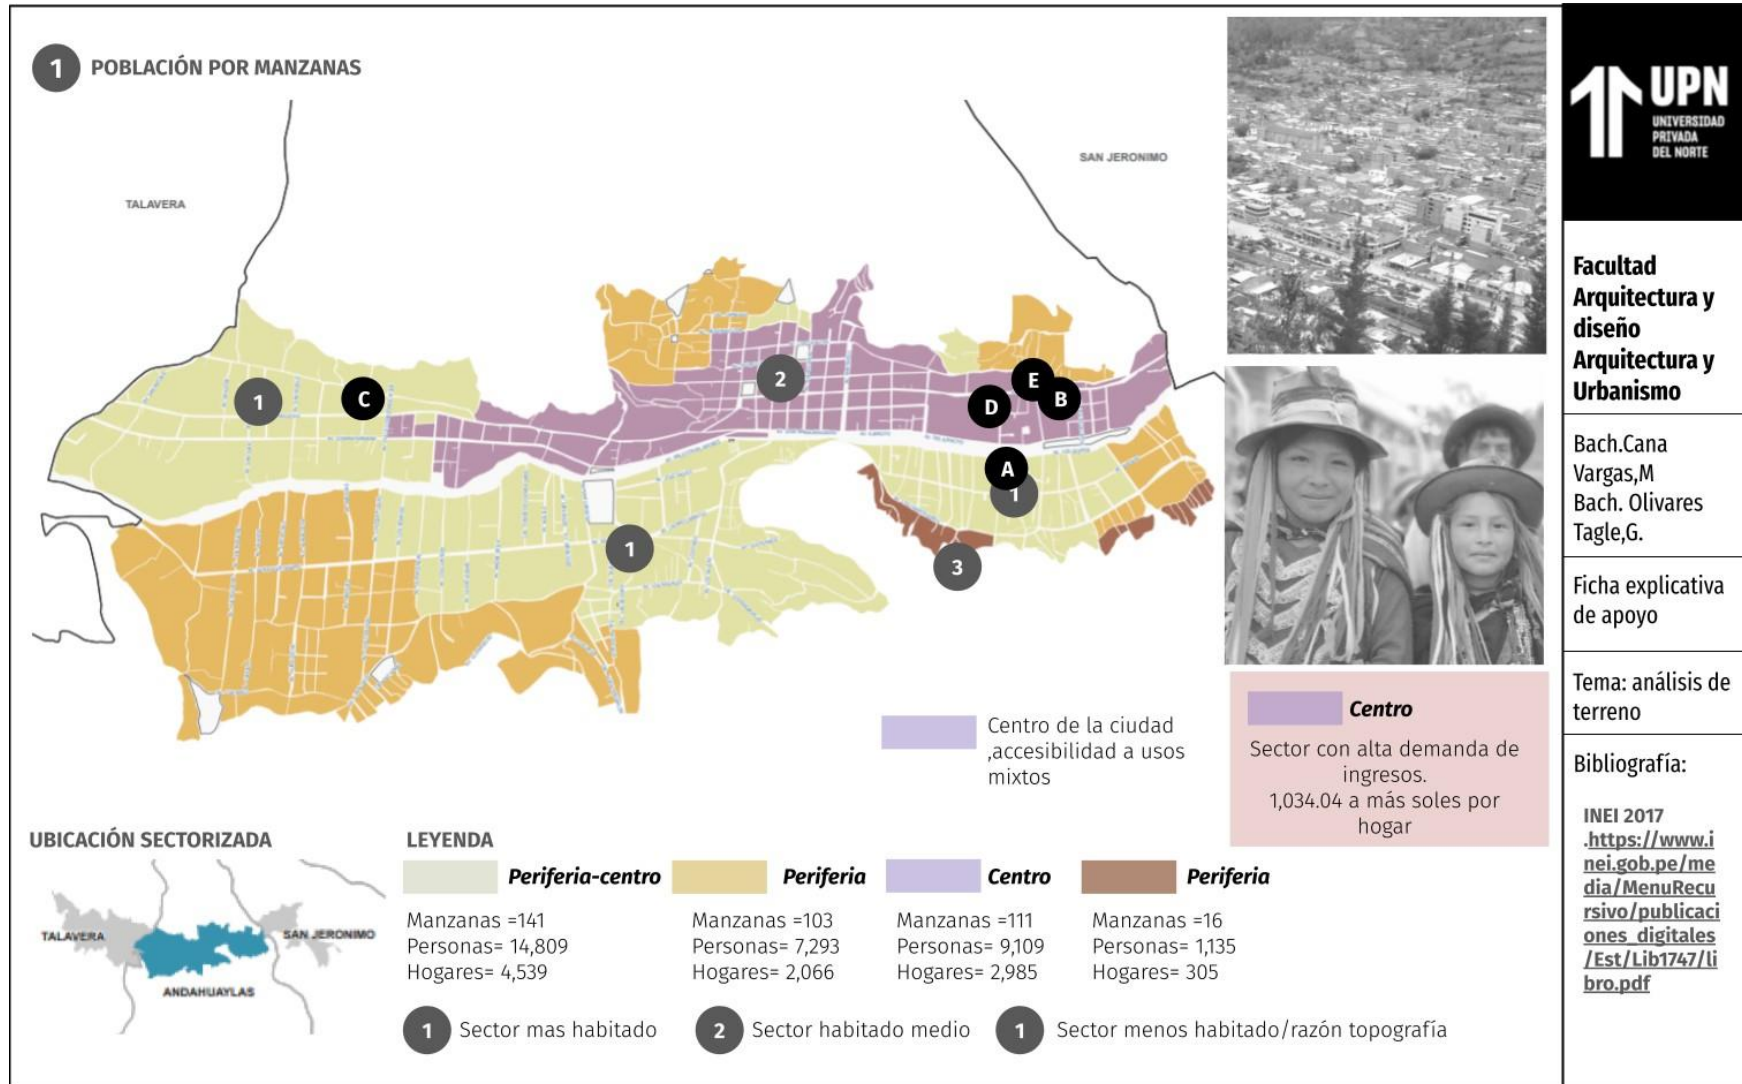 1 POBLACIÓN POR MANZANAS
TALAVERA
SAN JERONIMO
1
C
2
E
D
B
A
1
1
3
Centro de la ciudad
,accesibilidad a usos
mixtos
Centro
Sector con alta demanda de
ingresos.
1,034.04 a más soles por
hogar
UBICACIÓN SECTORIZADA
TALAVERA
SAN JERONIMO
ANDAHUAYLAS
LEYENDA
Periferia-centro
Manzanas =141
Personas= 14,809
Hogares= 4,539
Periferia
Manzanas =103
Personas= 7,293
Hogares= 2,066
Centro
Manzanas =111
Personas= 9,109
Hogares= 2,985
Periferia
Manzanas =16
Personas= 1,135
Hogares= 305
1 Sector mas habitado
2 Sector habitado medio
1 Sector menos habitado/razón topografía
UPN
UNIVERSIDAD
PRIVADA
DEL NORTE
Facultad
Arquitectura y
diseño
Arquitectura y
Urbanismo
Bach.Cana
Vargas,M
Bach. Olivares
Tagle,G.
Ficha explicativa
de apoyo
Tema: análisis de
terreno
Bibliografía:
INEI 2017
.https://www.i
nei.gob.pe/me
dia/MenuRecu
rsivo/publicaci
ones_digitales
/Est/Lib1747/li
bro.pdf